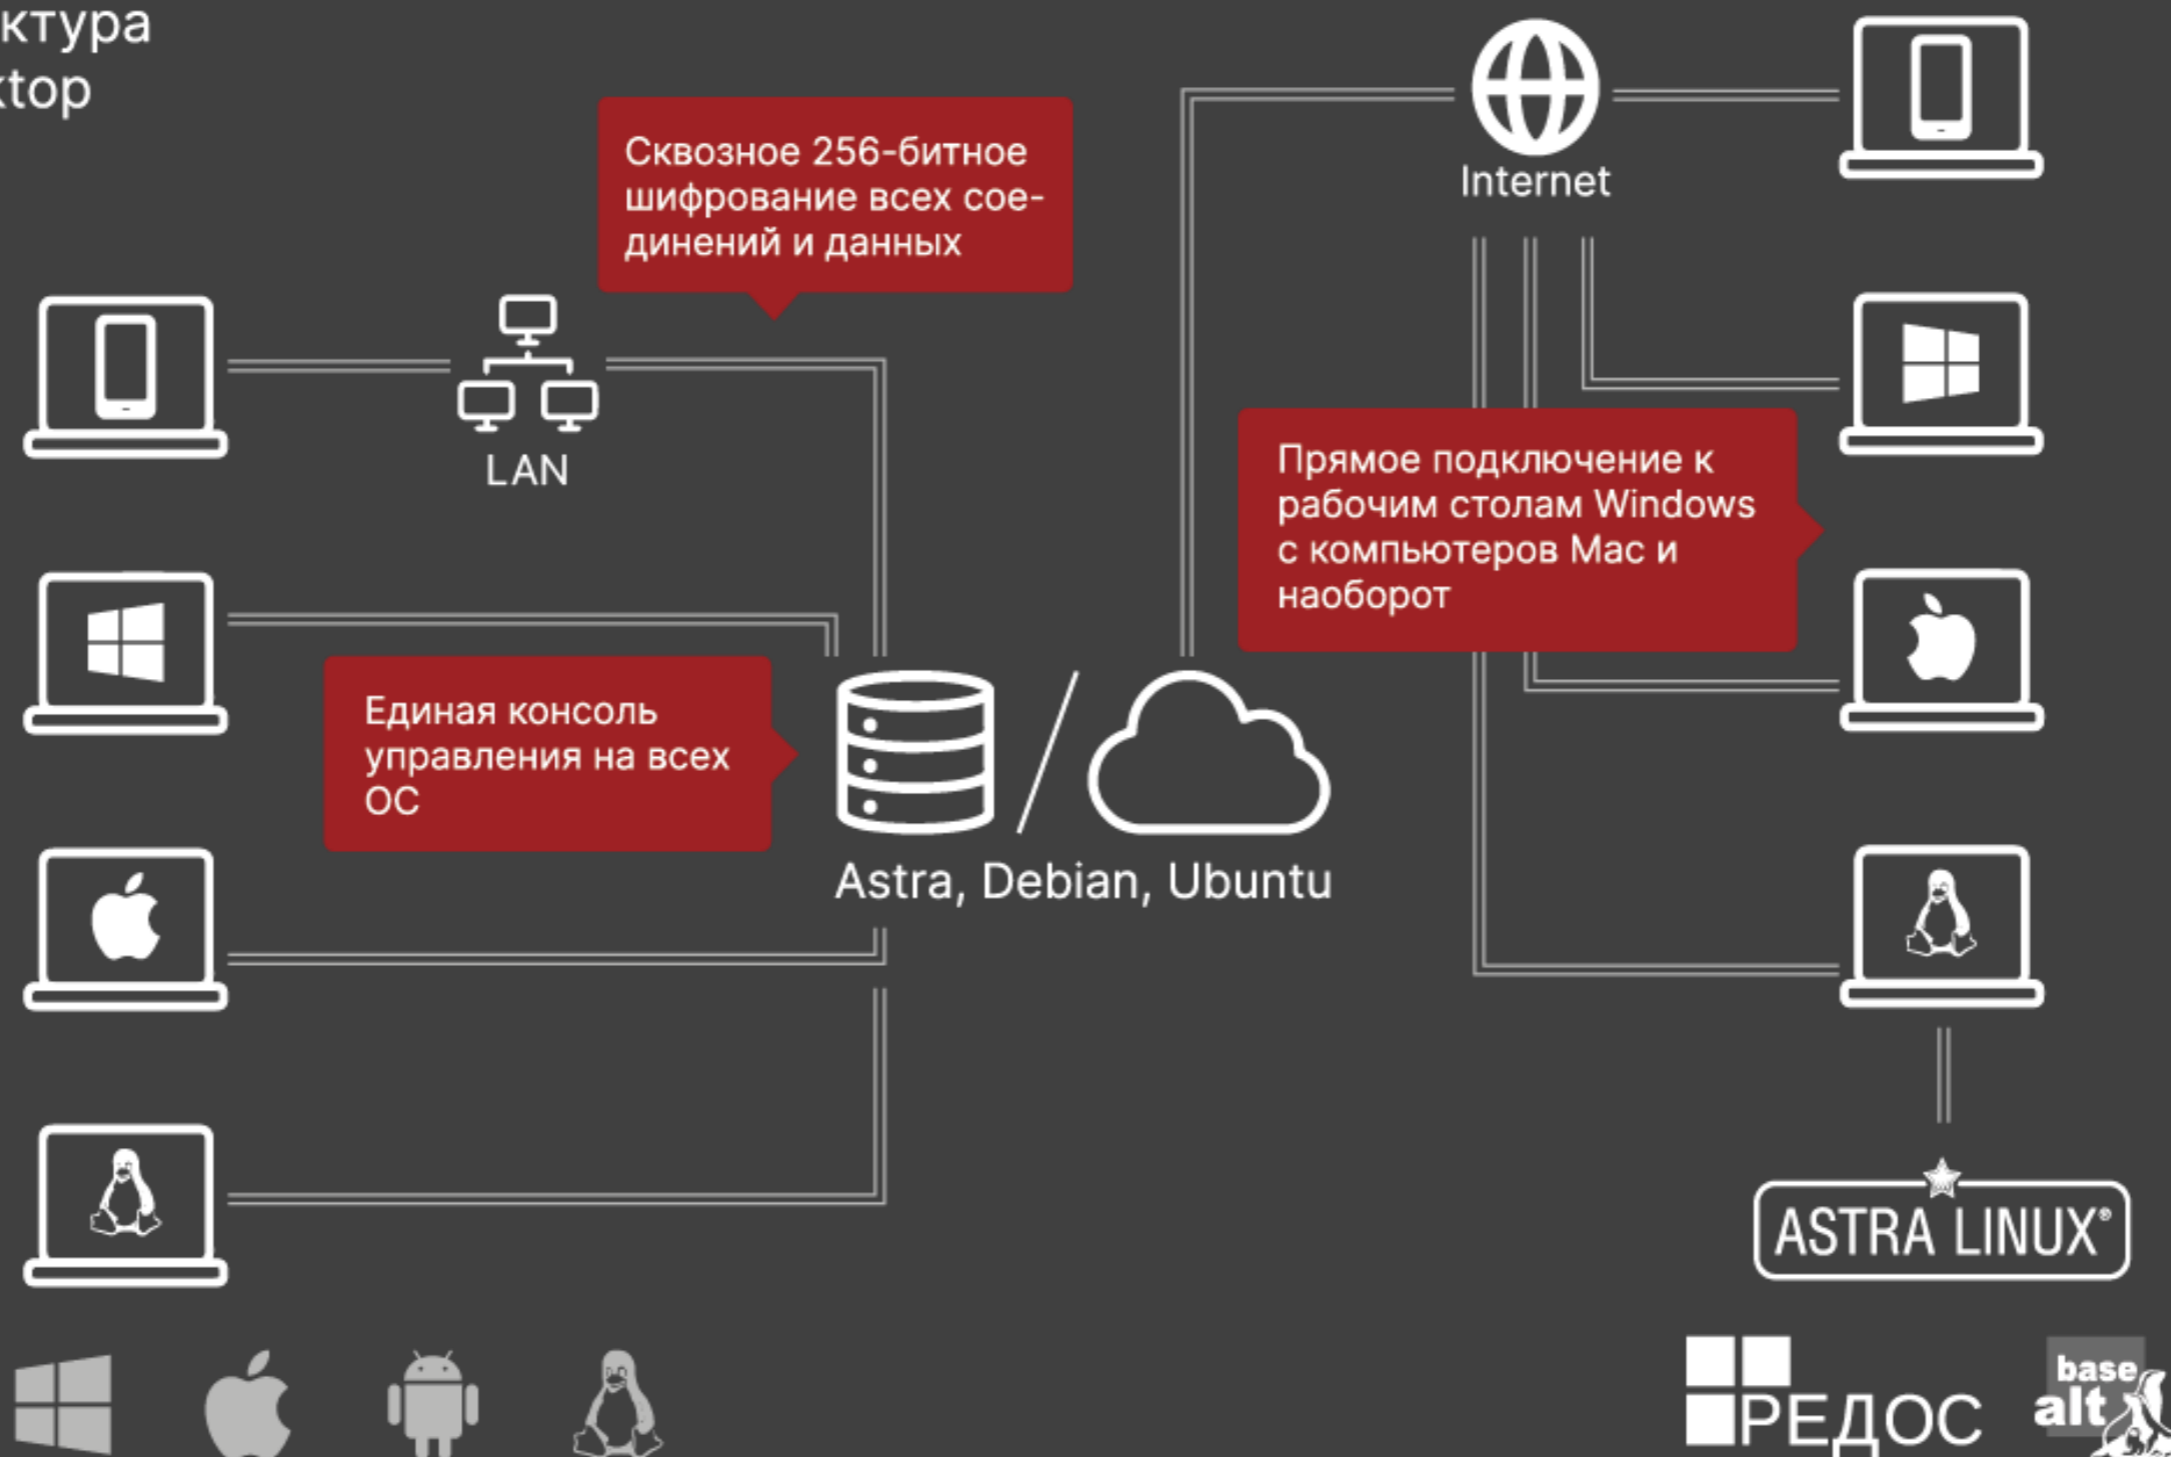 ктура
ktop
Сквозное 256-битное
шифрование всех сое-
динений и данных
Internet
LAN
Прямое подключение к
рабочим столам Windows
с компьютеров Mac и
наоборот
Единая консоль
управления на всех
ОС
Astra, Debian, Ubuntu
ASTRA LINUX®
РЕДОС
base
alt